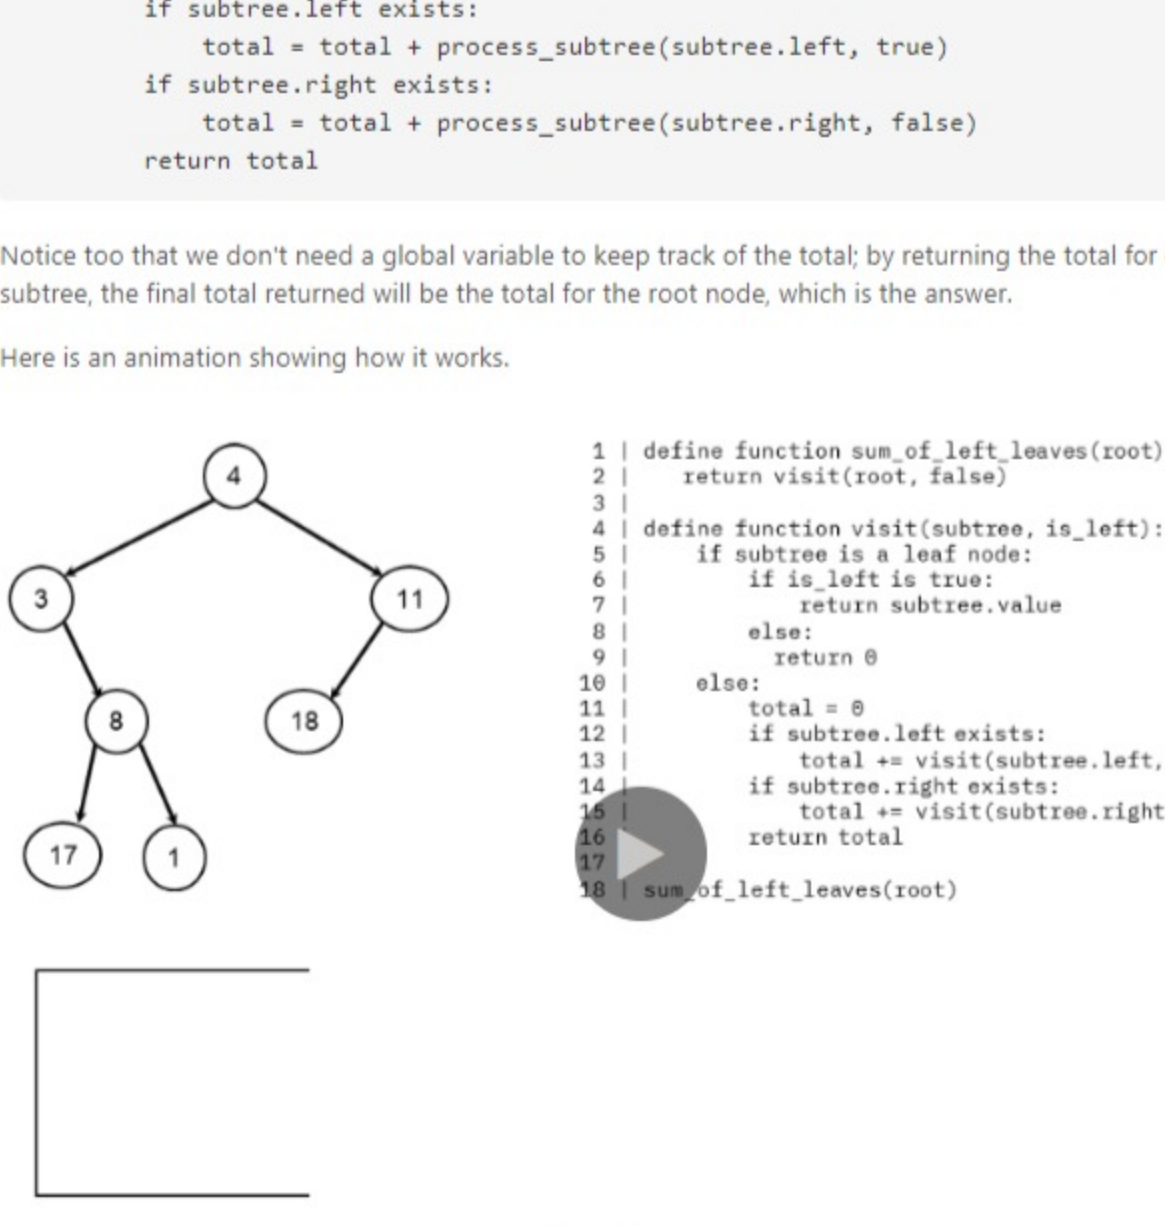 if subtree.left exists:
total = total + process_subtree(subtree.left, true)
if subtree.right exists:
total = total + process_subtree(subtree.right, false)
return total
Notice too that we don't need a global variable to keep track of the total; by returning the total for
subtree, the final total returned will be the total for the root node, which is the answer.
Here is an animation showing how it works.
4
3
11
8
18
17
1
1 | define function sum_of_left_leaves(root)
2 | return visit(root, false)
3 |
4 | define function visit(subtree, is_left):
5 | if subtree is a leaf node:
6 | if is_left is true:
7 | return subtree.value
8 | else:
9 | return 0
10 | else:
11 | total = 0
12 | if subtree.left exists:
13 | total += visit(subtree.left,
14 | if subtree.right exists:
15 | total += visit(subtree.right
16 return total
17
18 | sum_of_left_leaves(root)